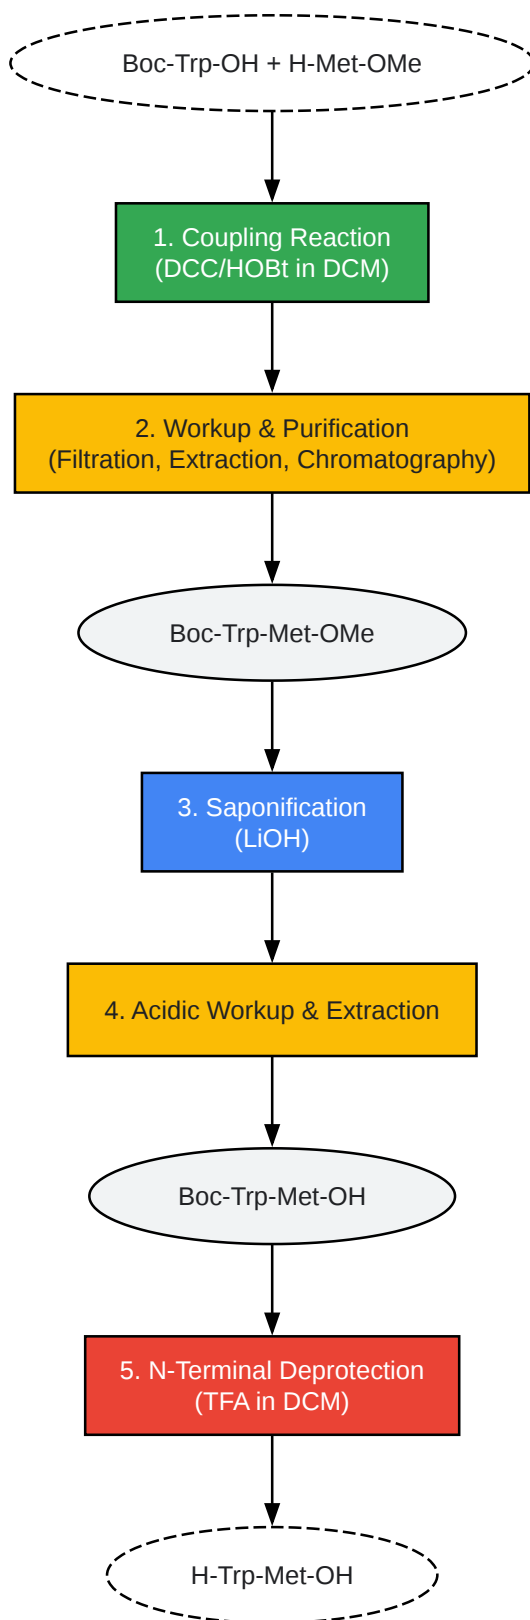 Boc-Trp-OH + H-Met-OMe
1. Coupling Reaction
(DCC/HOBt in DCM)
2. Workup & Purification
(Filtration, Extraction, Chromatography)
Boc-Trp-Met-OMe
3. Saponification
(LiOH)
4. Acidic Workup & Extraction
Boc-Trp-Met-OH
5. N-Terminal Deprotection
(TFA in DCM)
H-Trp-Met-OH